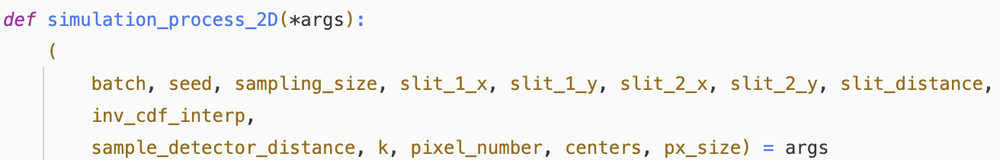 def simulation_process_2D(*args):
(
batch, seed, sampling_size, slit_1_x, slit_1_y, slit_2_x, slit_2_y, slit_distance,
inv_cdf_interp,
sample_detector_distance, k, pixel_number, centers, px_size) = args